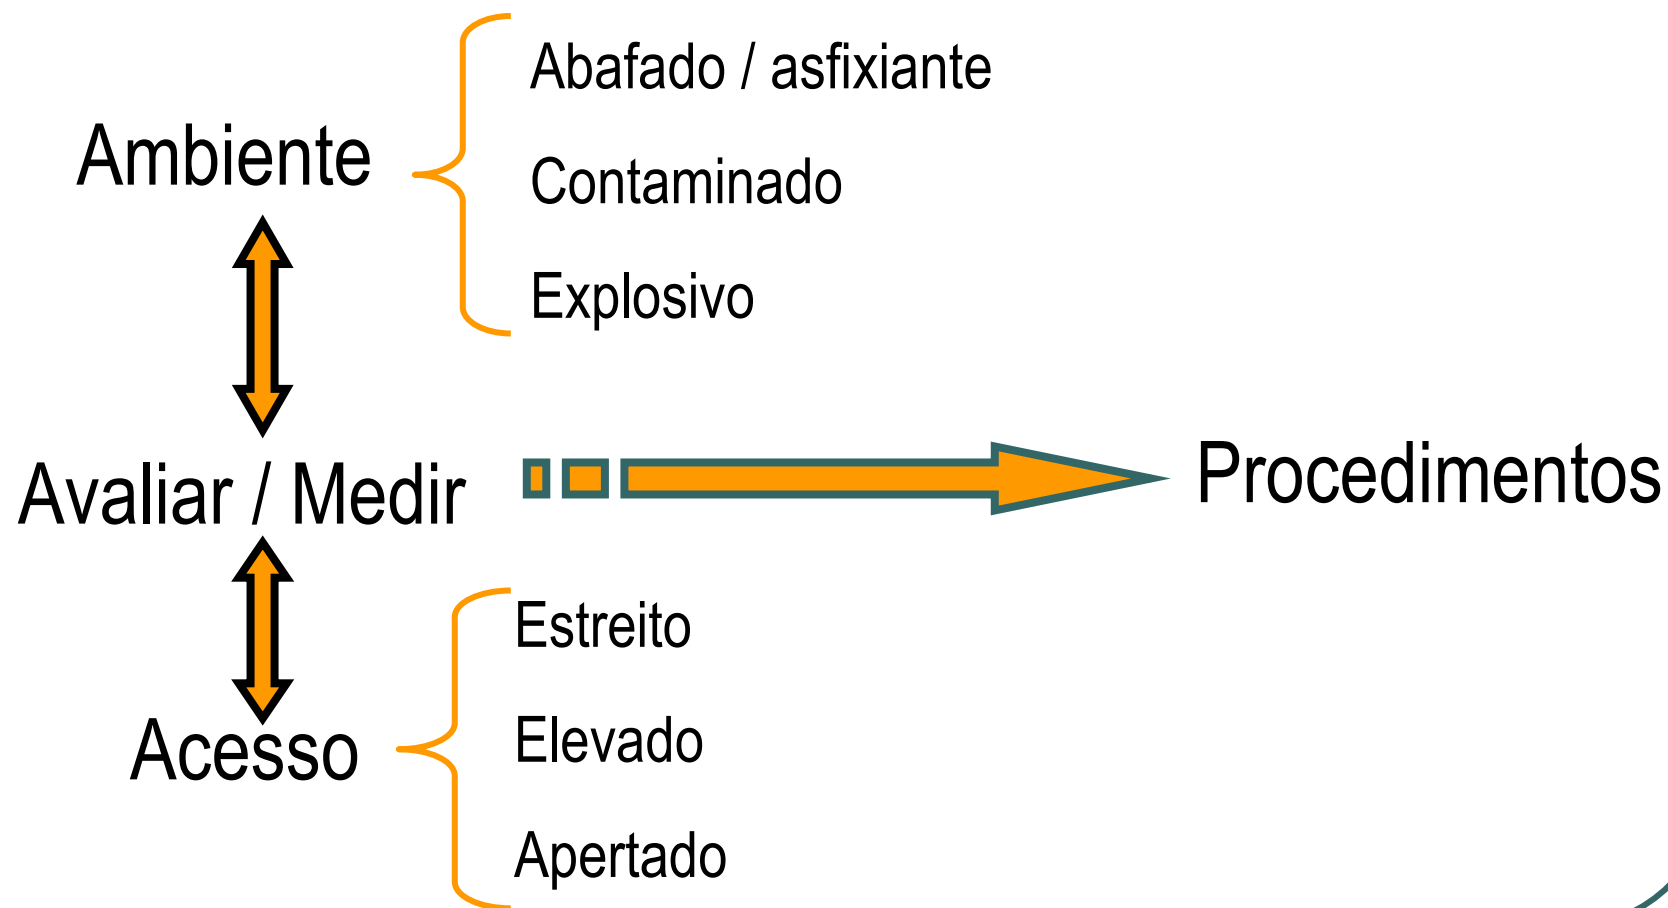 Abafado / asfixiante
Ambiente
Contaminado
Explosivo
Avaliar / Medir
Procedimentos
Estreito
Elevado
Acesso
Apertado